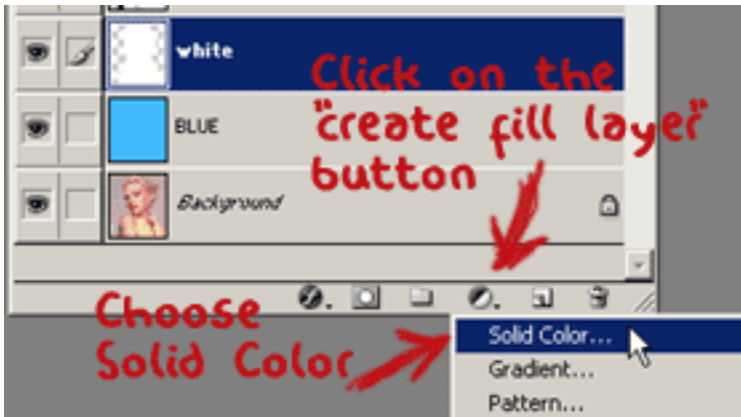 white
Click on the
"create fill layer"
button
BLUE
Background
Choose
Solid Color
Solid Color...
Gradient...
Pattern...